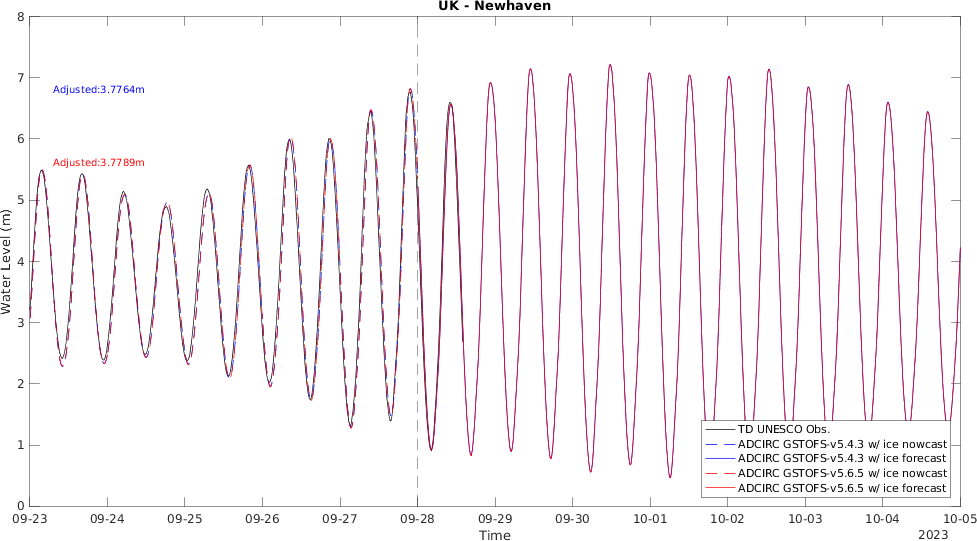 UK - Newhaven
8
7
6
5
4
3
2
1
0
Water Level (m)
Adjusted:3.7764m
Adjusted:3.7789m
TD UNESCO Obs.
ADCIRC GSTOFS-v5.4.3 w/ ice nowcast
ADCIRC GSTOFS-v5.4.3 w/ ice forecast
ADCIRC GSTOFS-v5.6.5 w/ ice nowcast
ADCIRC GSTOFS-v5.6.5 w/ ice forecast
09-23 09-24 09-25 09-26 09-27 09-28 09-29 09-30 10-01 10-02 10-03 10-04 10-05
Time
2023